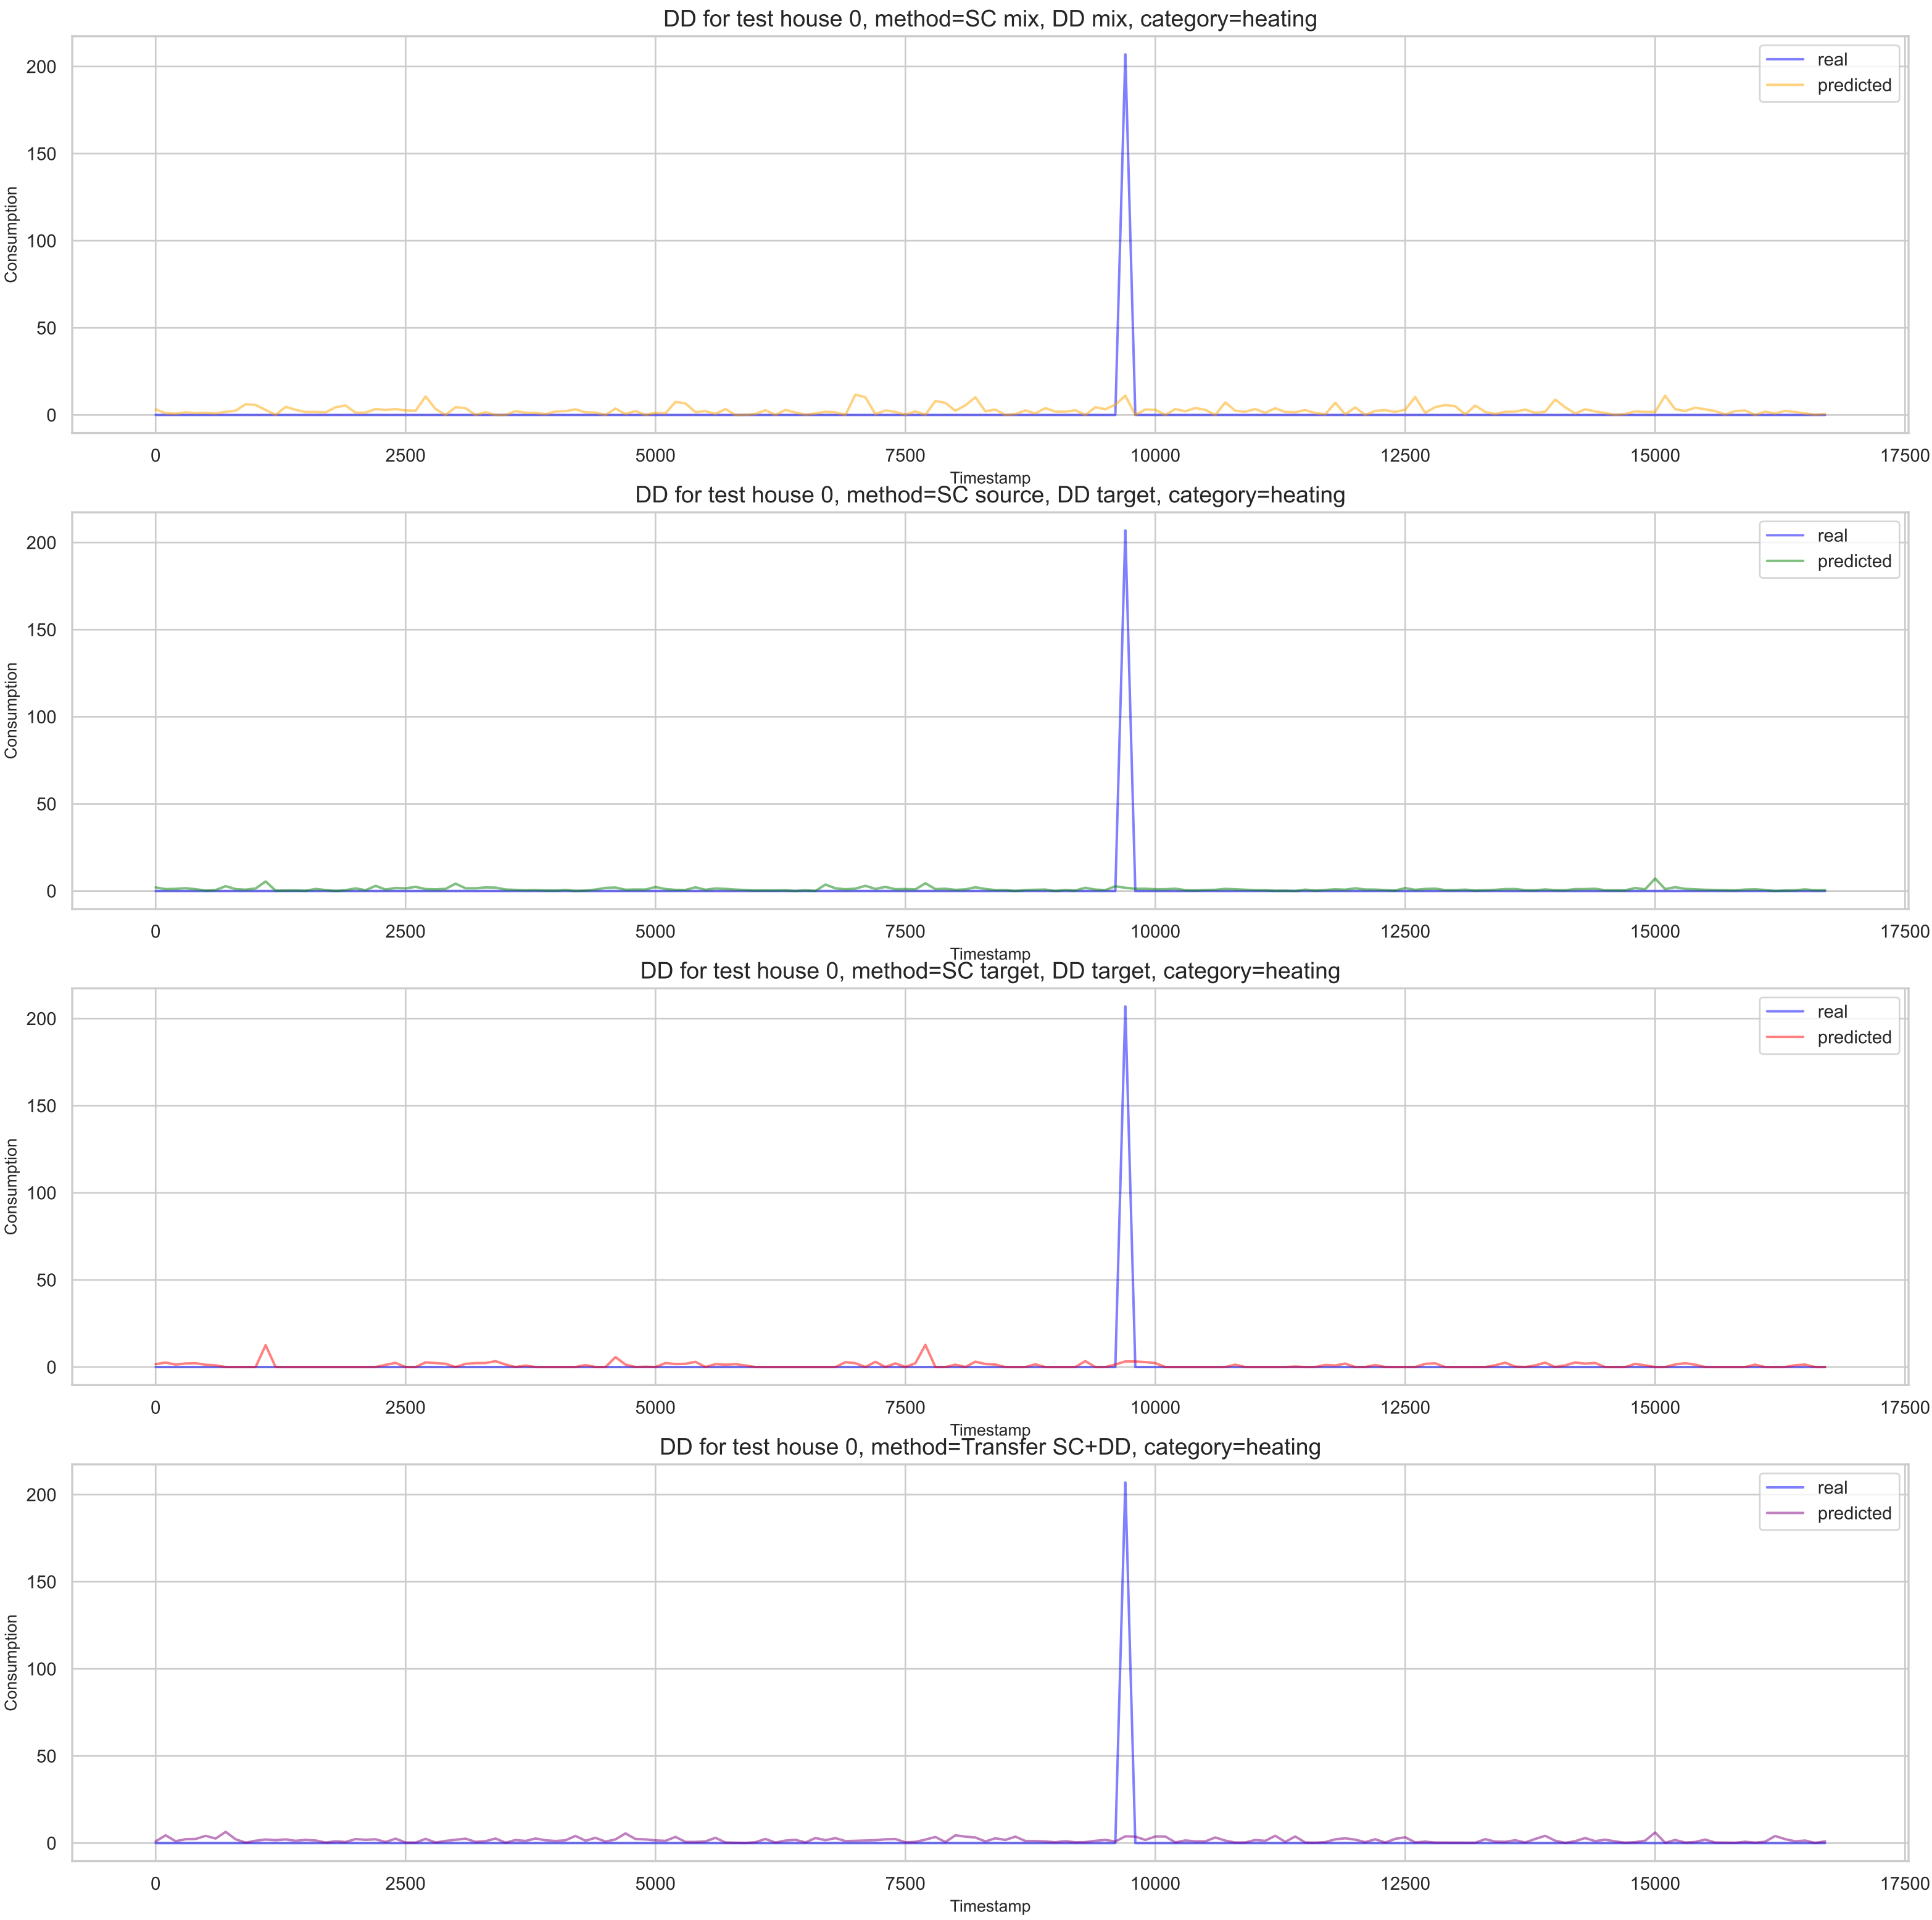 DD for test house 0, method=SC mix, DD mix, category=heating
real
predicted
200
150
100
50
0
Consumption
0 2500 5000 7500 10000 12500 15000 17500
Timestamp
DD for test house 0, method=SC source, DD target, category=heating
real
predicted
200
150
100
50
0
Consumption
0 2500 5000 7500 10000 12500 15000 17500
Timestamp
DD for test house 0, method=SC target, DD target, category=heating
real
predicted
200
150
100
50
0
Consumption
0 2500 5000 7500 10000 12500 15000 17500
Timestamp
DD for test house 0, method=Transfer SC+DD, category=heating
real
predicted
200
150
100
50
0
Consumption
0 2500 5000 7500 10000 12500 15000 17500
Timestamp